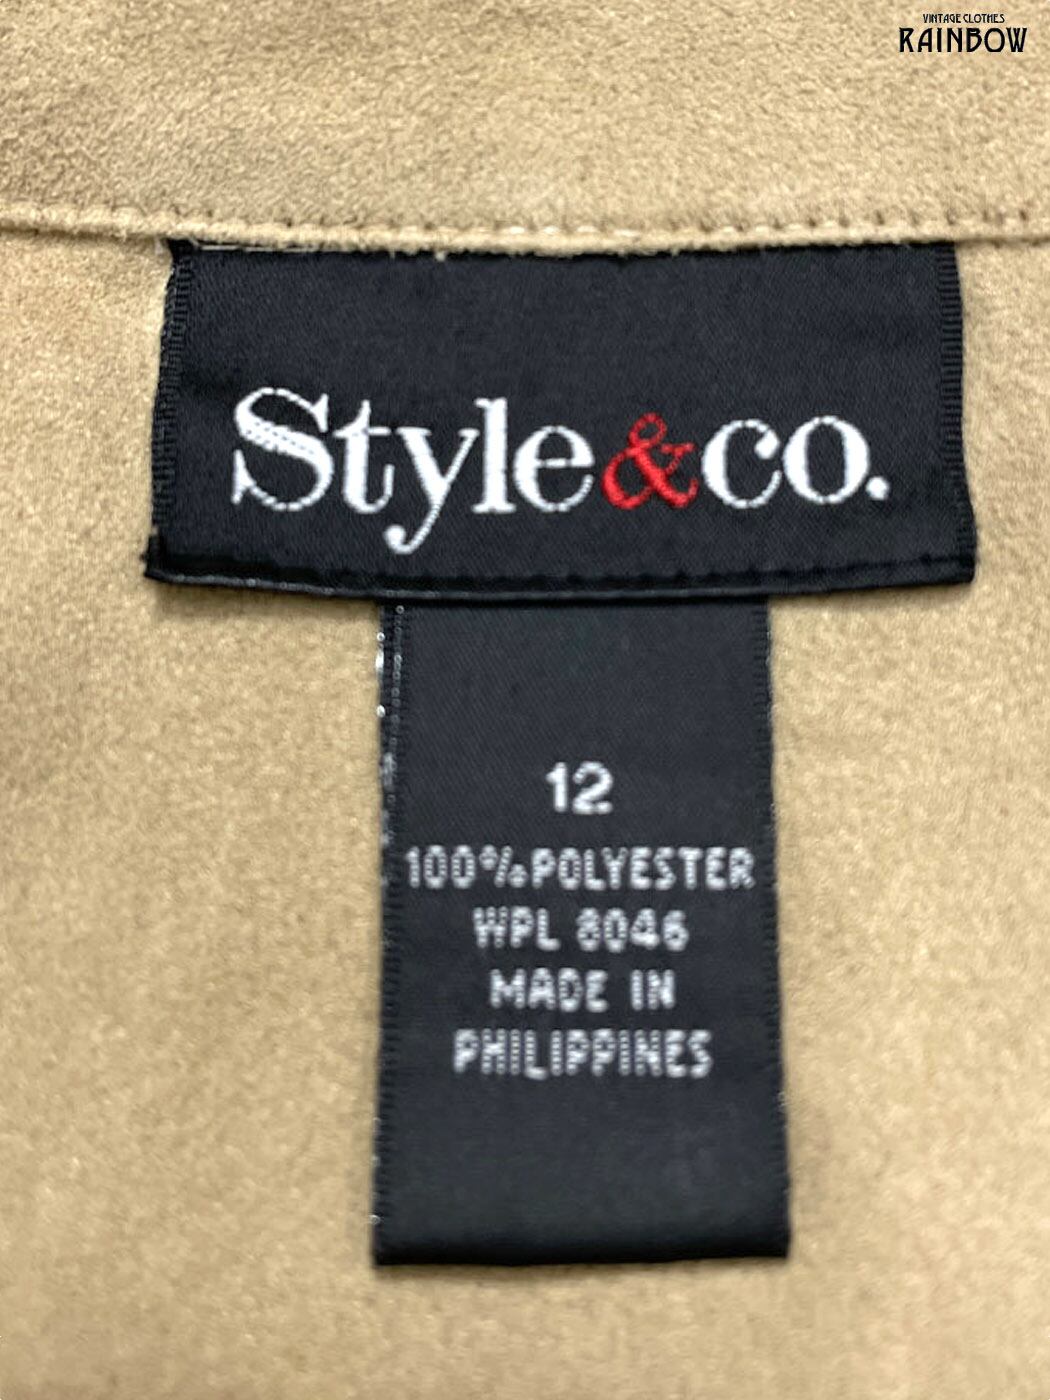 VINTAGE CLOTHES
RAINBOW
Style&co.
12
100%POLYESTER
WPL 8046
MADE IN
PHILIPPINES